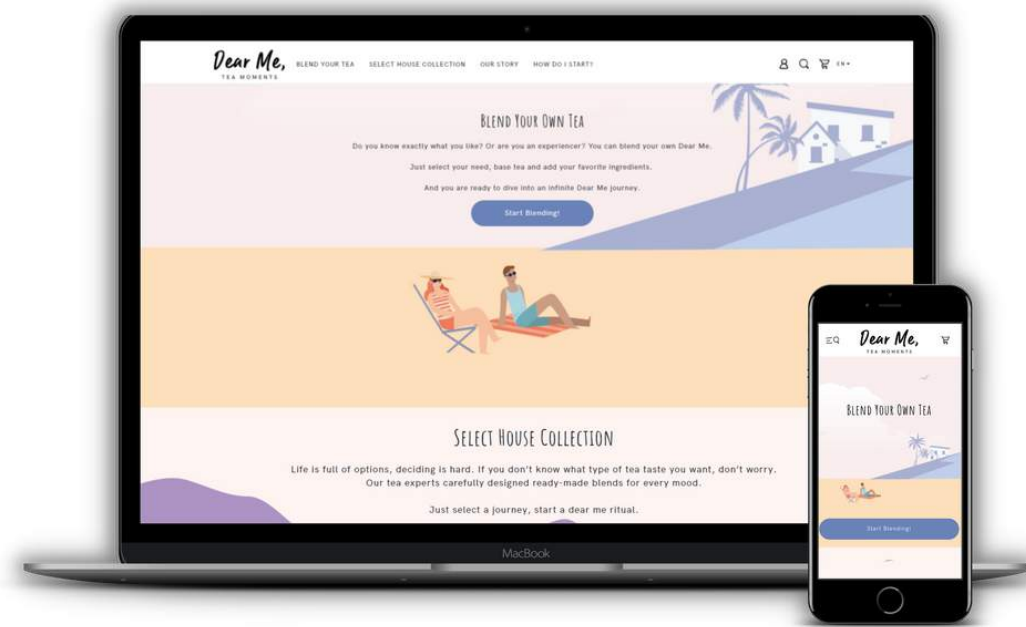 Dear Me,
TEA MOMENTS
BLEND YOUR TEA
SELECT HOUSE COLLECTION
OUR STORY
HOW DO I START?
EN
BLEND YOUR OWN TEA
Do you know exactly what you like? Or are you an experiencer? You can blend your own Dear Me.
Just select your need, base tea and add your favorite ingredients.
And you are ready to dive into an infinite Dear Me journey.
Start Blending!
SELECT HOUSE COLLECTION
Life is full of options, deciding is hard. If you don't know what type of tea taste you want, don't worry.
Our tea experts carefully designed ready-made blends for every mood.
Just select a journey, start a dear me ritual.
MacBook
Dear Me,
TEA MOMENTS
BLEND YOUR OWN TEA
Start Blending!